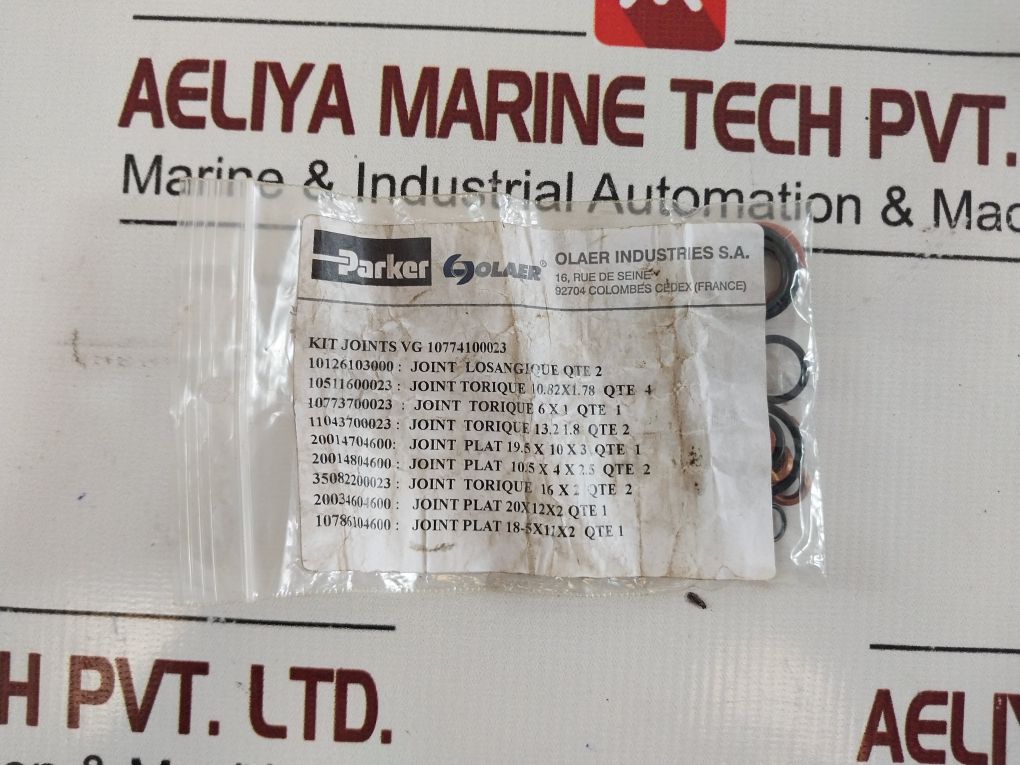 AELIYA MARINE TECH PVT.
Marine & Industrial Automation & Mac
Parker OLAER®
OLAER INDUSTRIES S.A.
16, RUE DE SEINE
92704 COLOMBES CEDEX (FRANCE)
KIT JOINTS VG 10774100023
10126103000 : JOINT LOSANGIQUE QTE 2
10511600023 : JOINT TORIQUE 10.82X1.78 QTE 4
10773700023 : JOINT TORIQUE 6 X 1 QTE 1
11043700023 : JOINT TORIQUE 13.2 1.8 QTE 2
20014704600: JOINT PLAT 19.5 X 10 X 3 QTE 1
20014804600 : JOINT PLAT 10.5 X 4 X 2.5 QTE 2
35082200023 : JOINT TORIQUE 16 X 2 QTE 2
20034604600 : JOINT PLAT 20X12X2 QTE 1
10786104600 : JOINT PLAT 18-5X11X2 QTE 1
H PVT. LTD.
AELIY
on &